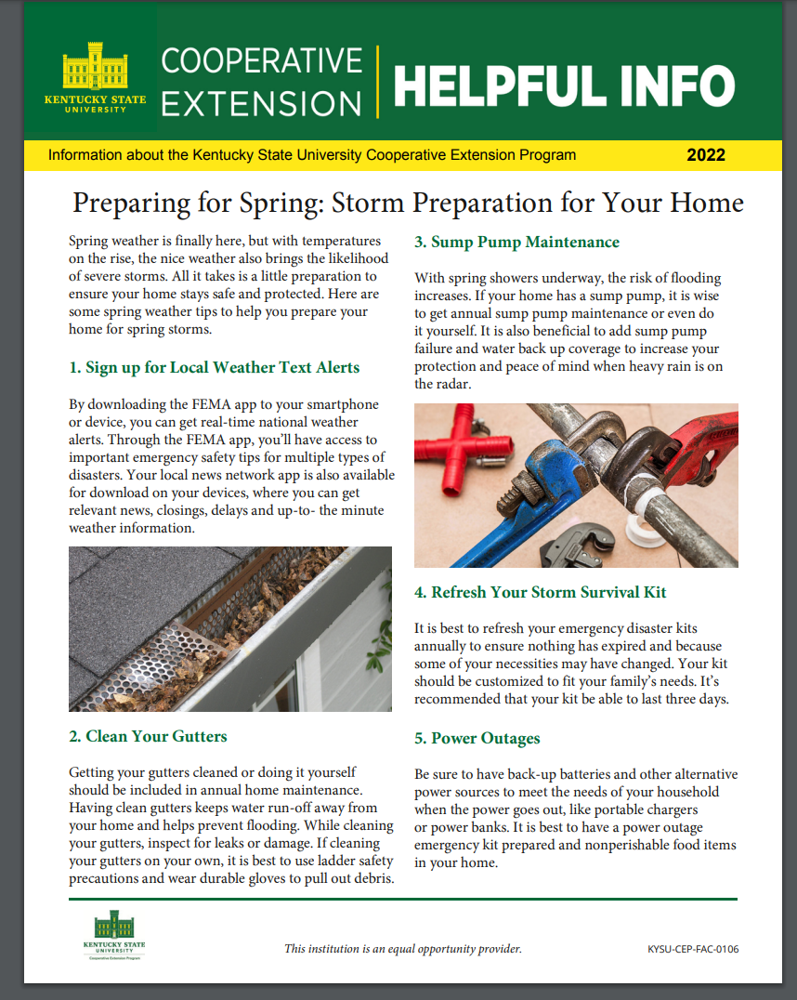 KENTUCKY STATE
UNIVERSITY
COOPERATIVE
EXTENSION
HELPFUL INFO
Information about the Kentucky State University Cooperative Extension Program
2022
Preparing for Spring: Storm Preparation for Your Home
Spring weather is finally here, but with temperatures
on the rise, the nice weather also brings the likelihood
of severe storms. All it takes is a little preparation to
ensure your home stays safe and protected. Here are
some spring weather tips to help you prepare your
home for spring storms.
1. Sign up for Local Weather Text Alerts
By downloading the FEMA app to your smartphone
or device, you can get real-time national weather
alerts. Through the FEMA app, you’ll have access to
important emergency safety tips for multiple types of
disasters. Your local news network app is also available
for download on your devices, where you can get
relevant news, closings, delays and up-to- the minute
weather information.
2. Clean Your Gutters
Getting your gutters cleaned or doing it yourself
should be included in annual home maintenance.
Having clean gutters keeps water run-off away from
your home and helps prevent flooding. While cleaning
your gutters, inspect for leaks or damage. If cleaning
your gutters on your own, it is best to use ladder safety
precautions and wear durable gloves to pull out debris.
3. Sump Pump Maintenance
With spring showers underway, the risk of flooding
increases. If your home has a sump pump, it is wise
to get annual sump pump maintenance or even do
it yourself. It is also beneficial to add sump pump
failure and water back up coverage to increase your
protection and peace of mind when heavy rain is on
the radar.
4. Refresh Your Storm Survival Kit
It is best to refresh your emergency disaster kits
annually to ensure nothing has expired and because
some of your necessities may have changed. Your kit
should be customized to fit your family’s needs. It’s
recommended that your kit be able to last three days.
5. Power Outages
Be sure to have back-up batteries and other alternative
power sources to meet the needs of your household
when the power goes out, like portable chargers
or power banks. It is best to have a power outage
emergency kit prepared and nonperishable food items
in your home.
KENTUCKY STATE
UNIVERSITY
Cooperative Extension Program
This institution is an equal opportunity provider.
KYSU-CEP-FAC-0106